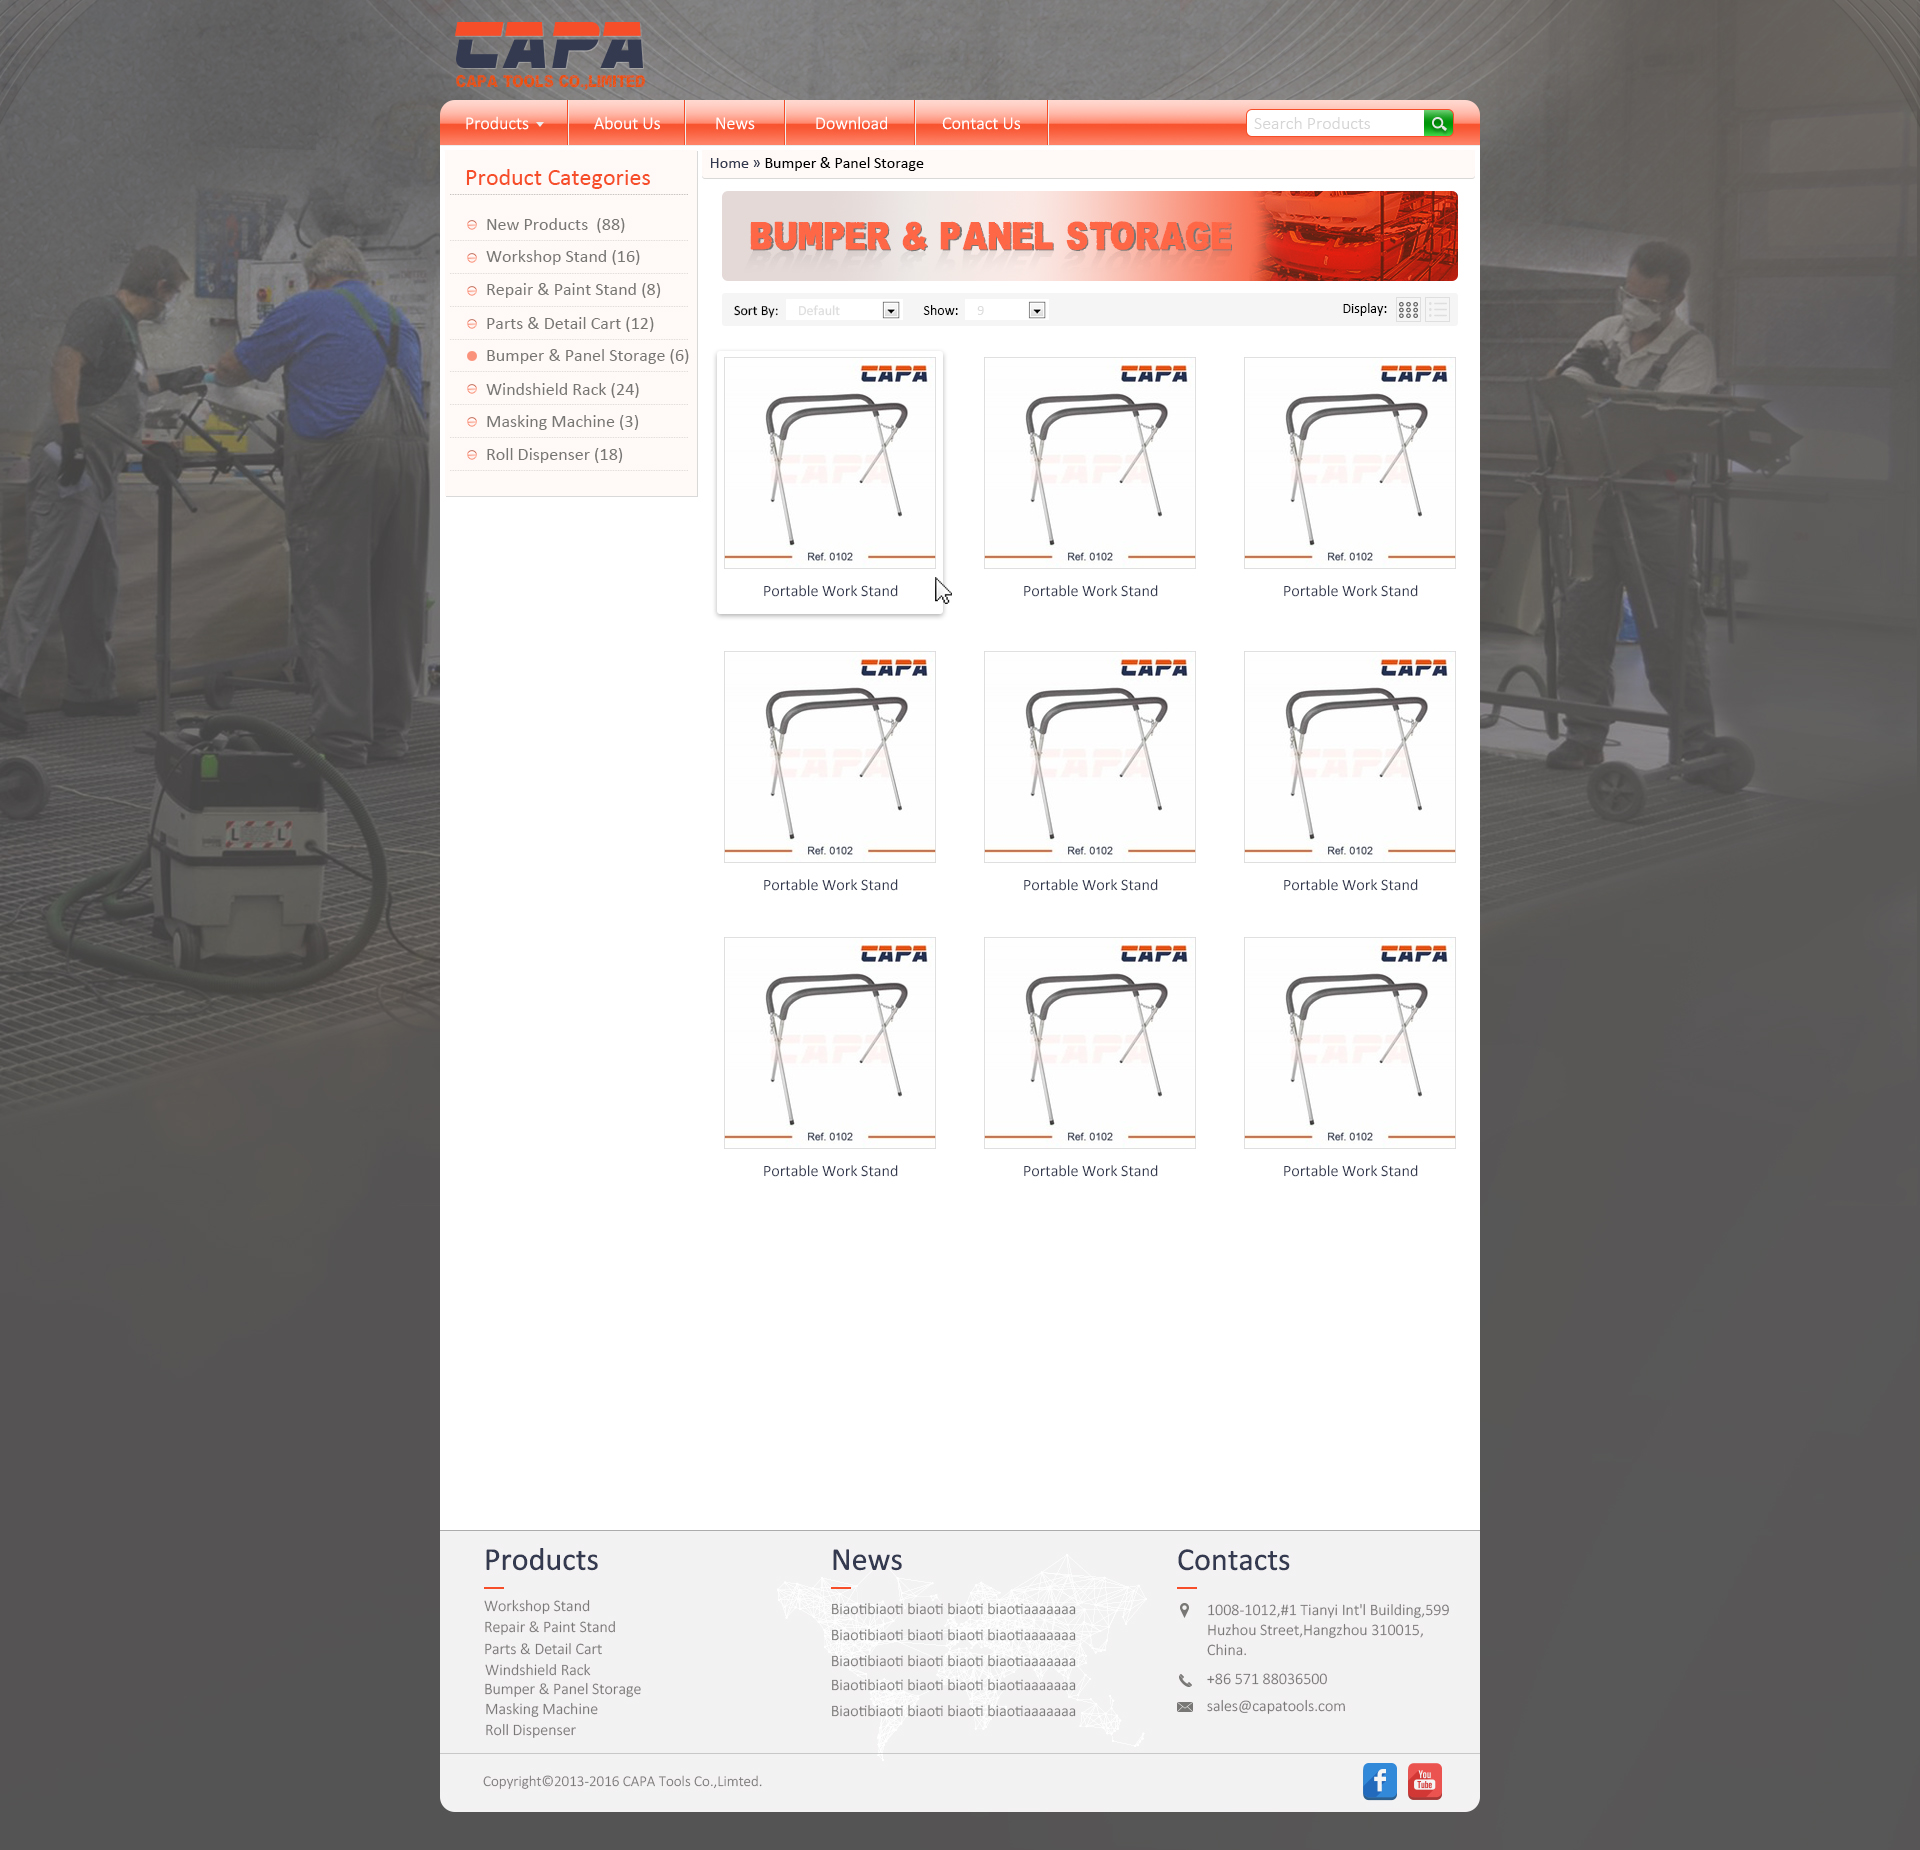 CAPA
CAPA TOOLS CO.,LIMITED
Products
About Us
News
Download
Contact Us
Search Products
Product Categories
New Products (88)
Workshop Stand (16)
Repair & Paint Stand (8)
Parts & Detail Cart (12)
Bumper & Panel Storage (6)
Windshield Rack (24)
Masking Machine (3)
Roll Dispenser (18)
Home » Bumper & Panel Storage
BUMPER & PANEL STORAGE
Sort By: Default
Show: 9
Display:
CAPA
CAPA
CAPA
CAPA
CAPA
CAPA
Ref. 0102
Ref. 0102
Ref. 0102
Portable Work Stand
Portable Work Stand
Portable Work Stand
CAPA
CAPA
CAPA
CAPA
CAPA
CAPA
Ref. 0102
Ref. 0102
Ref. 0102
Portable Work Stand
Portable Work Stand
Portable Work Stand
CAPA
CAPA
CAPA
CAPA
CAPA
CAPA
Ref. 0102
Ref. 0102
Ref. 0102
Portable Work Stand
Portable Work Stand
Portable Work Stand
Products
Workshop Stand
Repair & Paint Stand
Parts & Detail Cart
Windshield Rack
Bumper & Panel Storage
Masking Machine
Roll Dispenser
News
Biaotibiaoti biaoti biaoti biaotiaaaaaaa
Biaotibiaoti biaoti biaoti biaotiaaaaaaa
Biaotibiaoti biaoti biaoti biaotiaaaaaaa
Biaotibiaoti biaoti biaoti biaotiaaaaaaa
Biaotibiaoti biaoti biaoti biaotiaaaaaaa
Contacts
1008-1012,#1 Tianyi Int'l Building,599
Huzhou Street,Hangzhou 310015,
China.
+86 571 88036500
sales@capatools.com
Copyright©2013-2016 CAPA Tools Co.,Limted.
f
You
Tube